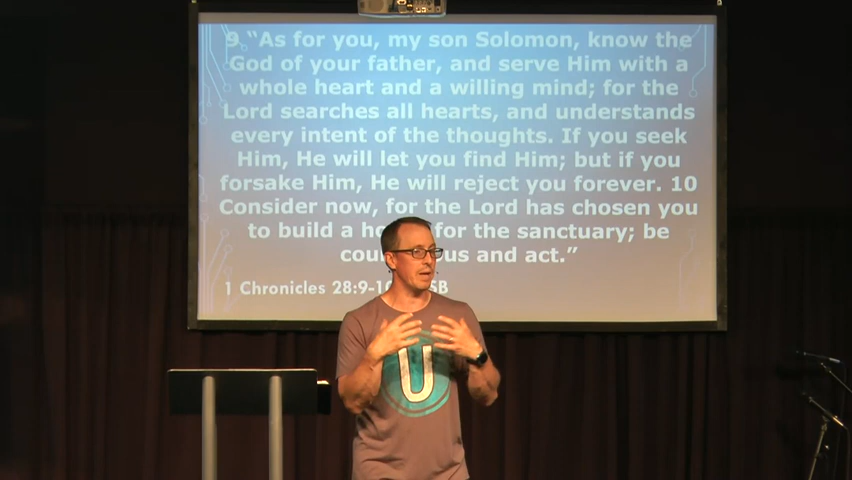 9 “As for you, my son Solomon, know the
God of your father, and serve Him with a
whole heart and a willing mind; for the
Lord searches all hearts, and understands
every intent of the thoughts. If you seek
Him, He will let you find Him; but if you
forsake Him, He will reject you forever. 10
Consider now, for the Lord has chosen you
to build a for the sanctuary; be
and act.”
1 Chronicles 28:9-
U